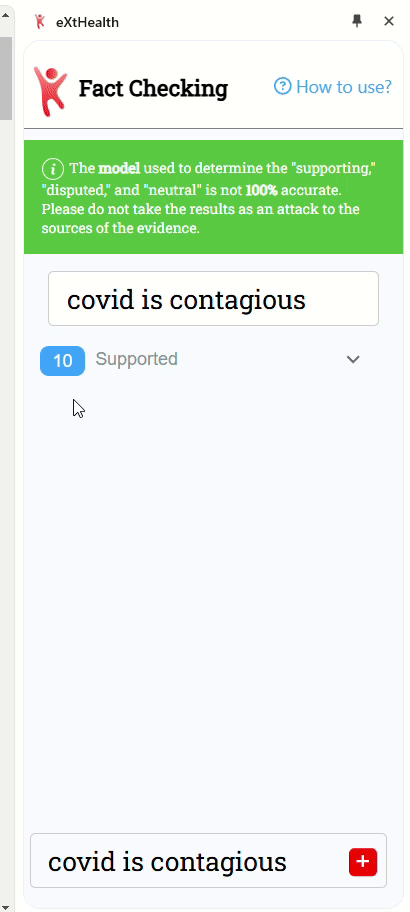 eXtHealth
Fact Checking
How to use?
The model used to determine the "supporting,"
"disputed," and "neutral" is not 100% accurate.
Please do not take the results as an attack to the
sources of the evidence.
covid is contagious
10 Supported
covid is contagious
+